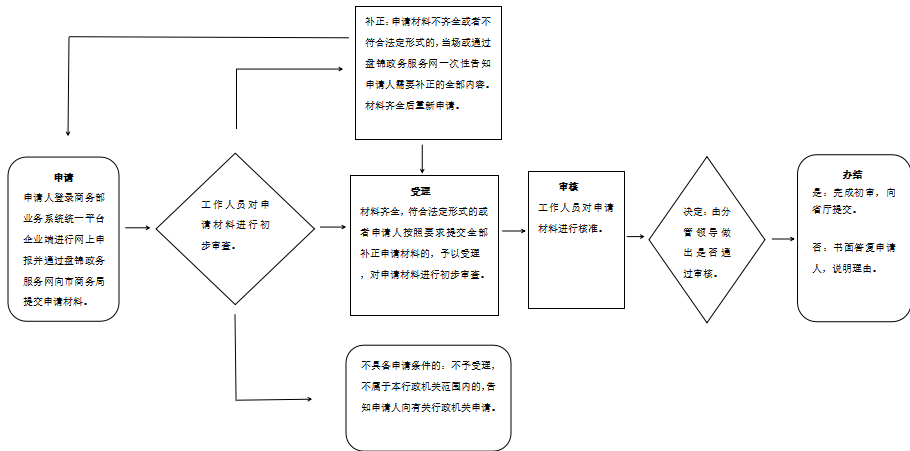 补正：申请材料不齐全或者不
符合法定形式的，当场或通过
盘锦政务服务网一次性告知
申请人需要补正的全部内容。
材料齐全后重新申请。
申请
申请人登录商务部
业务系统统一平台
企业端进行网上申
报并通过盘锦政务
服务网向市商务局
提交申请材料。
工作人员对申
请材料进行初
步审鉴。
受理
材料齐全，符合法定形式的或
者申请人按照要求提交全部
补正申请材料的，予以受理
，对申请材料进行初步审鉴。
审核
工作人员对申请
材料进行核准。
决定：由分
管领导做
出是否通
过审核。
办结
是：完成初审，向
省厅提交。
否：书面答复申请
人，说明理由。
不具备申请条件的：不予受理，
不属于本行政机关范围内的，告
知申请人向有关行政机关申请。